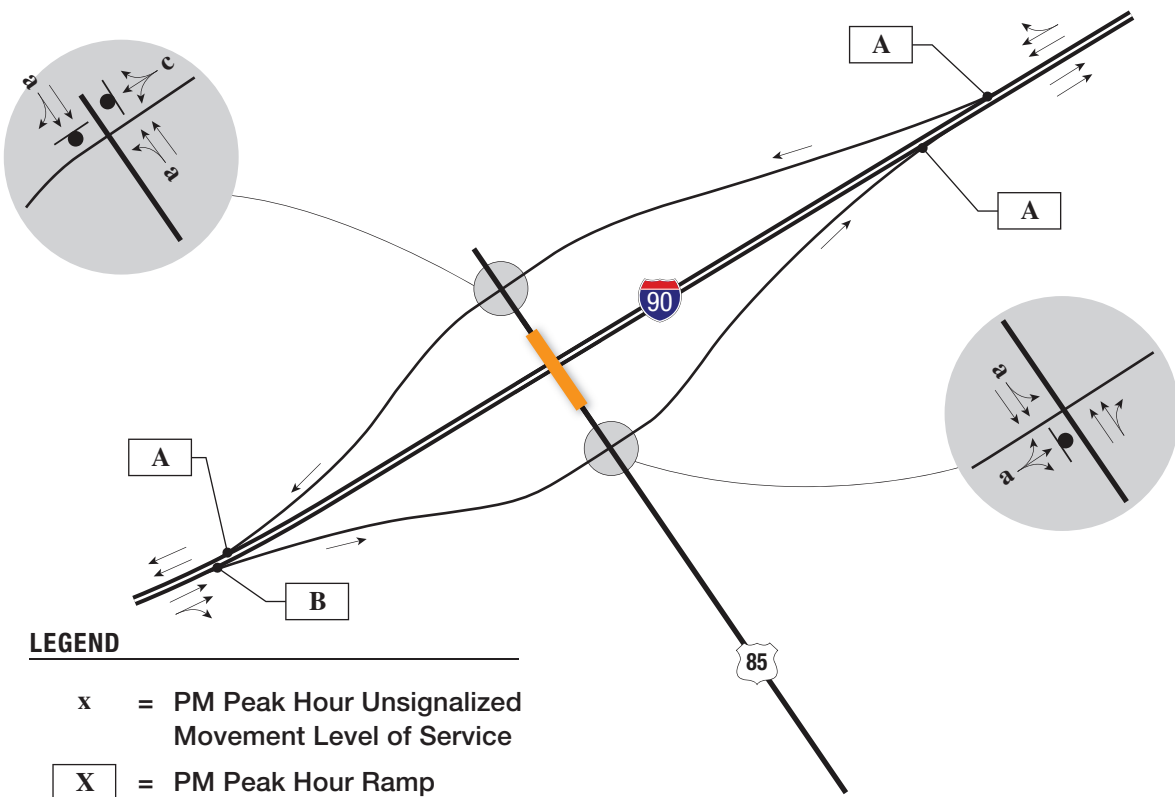 A
a
c
a
A
90
a
a
A
B
LEGEND
85
x = PM Peak Hour Unsignalized
Movement Level of Service
X = PM Peak Hour Ramp